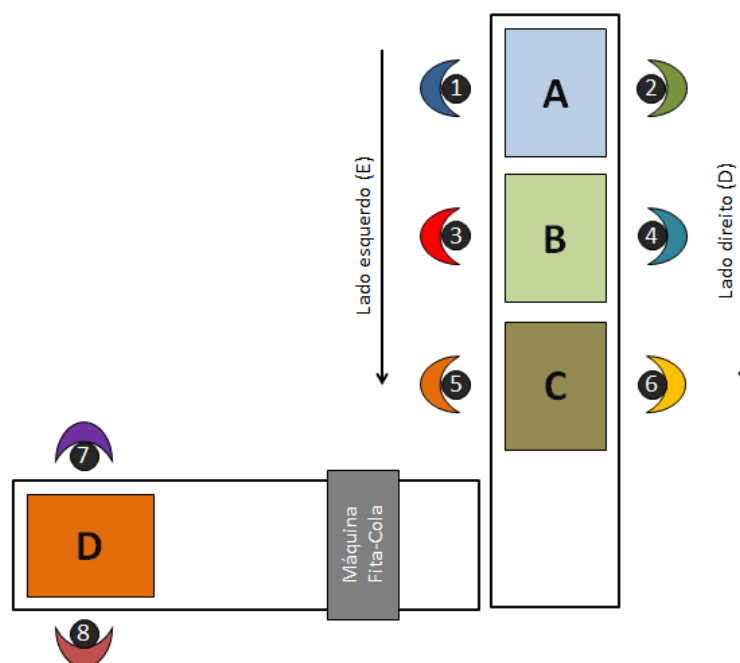 1
A
2
Lado esquerdo (E)
Lado direito (D)
3
B
4
5
C
6
7
D
Máquina
Fita-Cola
8